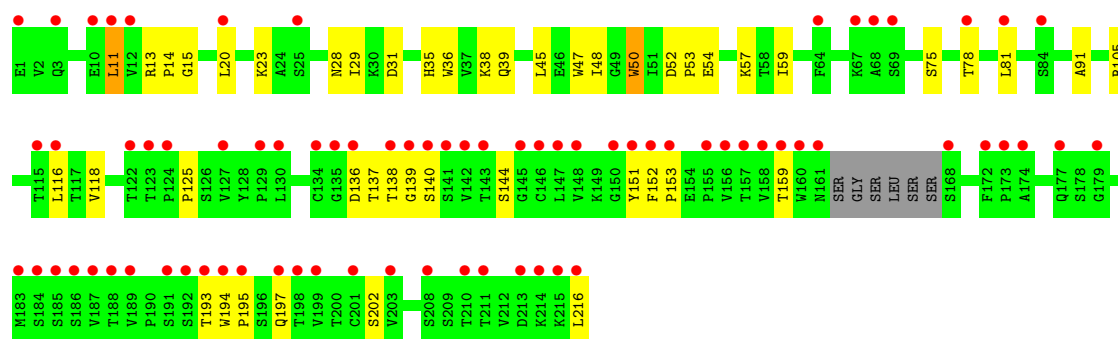 E1 V2 Q3 E10 L11 V12 R13 P14 G15 L20 K23 A24 S25 N28 I29 K30 D31 H35 W36 V37 K38 Q39 L45 E46 W47 I48 G49 W50 I51 D52 P53 E54 K57 T58 I59 F64 K67 A68 S69 S75 T78 L81 S84 A91
T115 L116 T117 V118 T122 T123 P124 P125 S126 V127 Y128 P129 L130 C134 G135 D136 T137 T138 G139 S140 S141 V142 T143 S144 G145 C146 L147 V148 K149 G150 Y151 F152 P153 E154 P155 V156 T157 V158 T159 W160 N161 SER GLY SER LEU SER SER S168 F172 P173 A174 Q177 S178 G179
M183 S184 S185 S186 V187 T188 V189 P190 S191 S192 T193 W194 P195 S196 Q197 T198 V199 T200 C201 S202 V203 S208 S209 T210 T211 V212 D213 K214 K215 L216